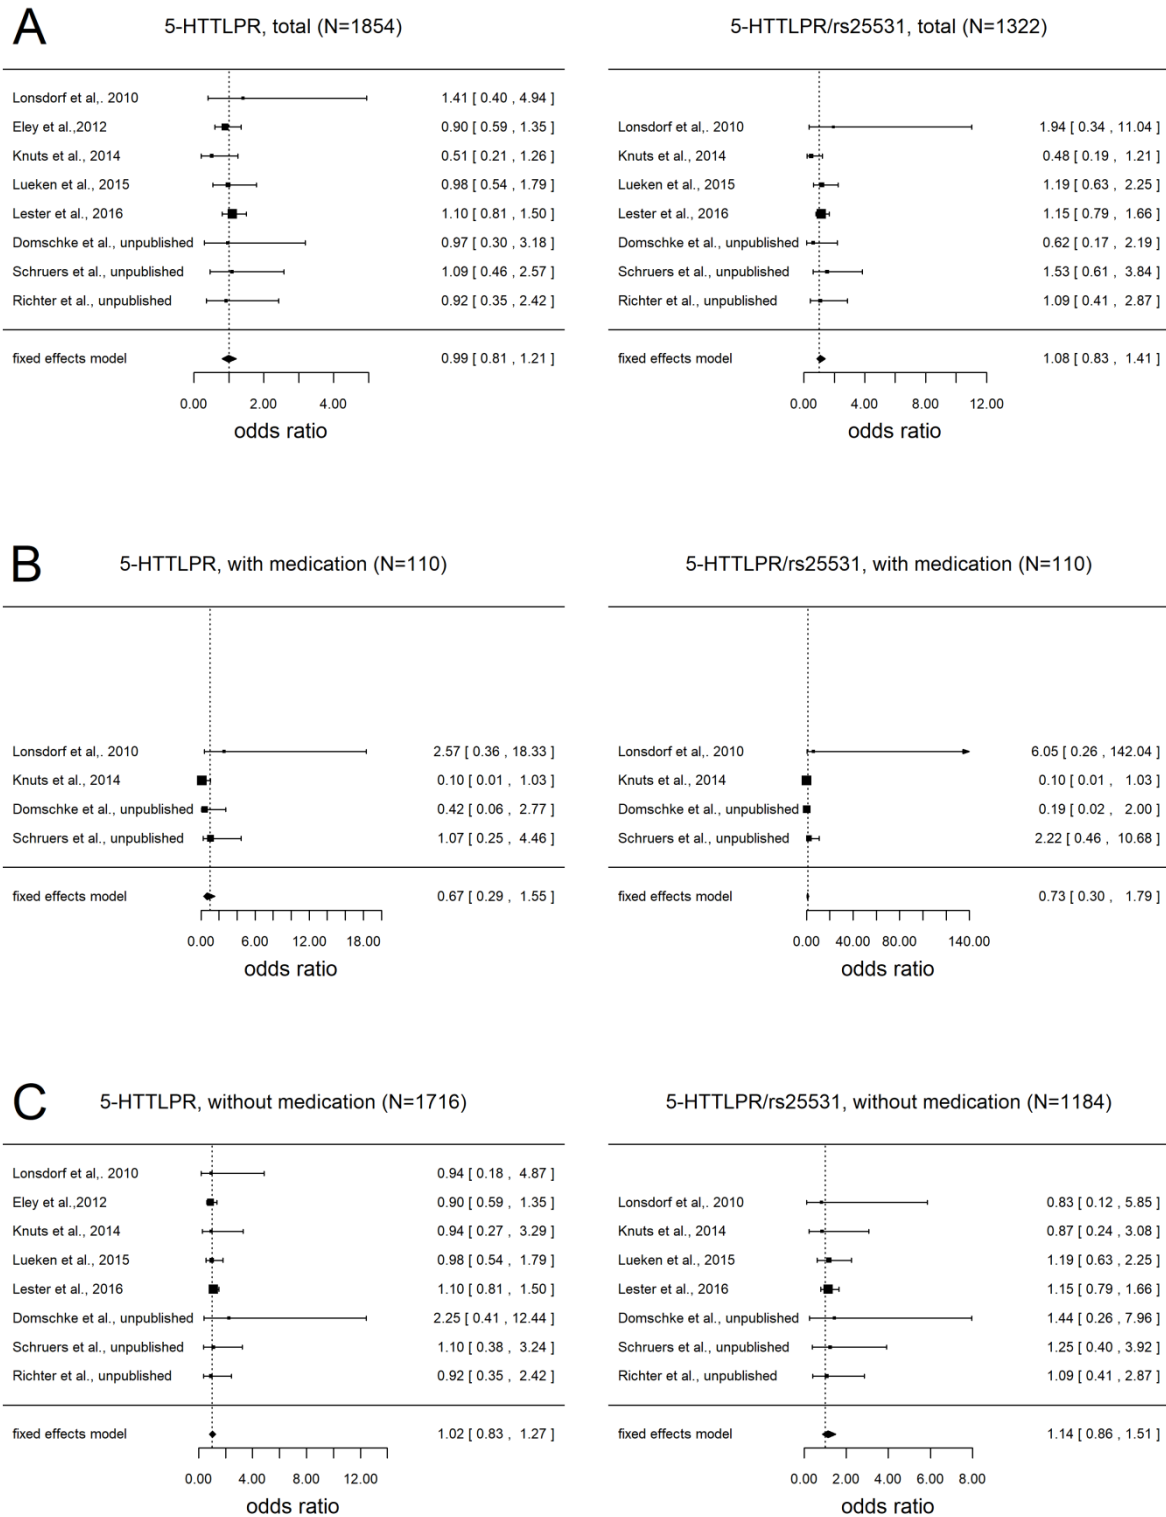 A
5-HTTLPR, total (N=1854)
Lonsdorf et al,. 2010 1.41 [ 0.40 , 4.94 ]
Eley et al.,2012 0.90 [ 0.59 , 1.35 ]
Knuts et al., 2014 0.51 [ 0.21 , 1.26 ]
Lueken et al., 2015 0.98 [ 0.54 , 1.79 ]
Lester et al., 2016 1.10 [ 0.81 , 1.50 ]
Domschke et al., unpublished 0.97 [ 0.30 , 3.18 ]
Schruers et al., unpublished 1.09 [ 0.46 , 2.57 ]
Richter et al., unpublished 0.92 [ 0.35 , 2.42 ]
fixed effects model 0.99 [ 0.81 , 1.21 ]
0.00 2.00 4.00
odds ratio
5-HTTLPR/rs25531, total (N=1322)
Lonsdorf et al,. 2010 1.94 [ 0.34 , 11.04 ]
Knuts et al., 2014 0.48 [ 0.19 , 1.21 ]
Lueken et al., 2015 1.19 [ 0.63 , 2.25 ]
Lester et al., 2016 1.15 [ 0.79 , 1.66 ]
Domschke et al., unpublished 0.62 [ 0.17 , 2.19 ]
Schruers et al., unpublished 1.53 [ 0.61 , 3.84 ]
Richter et al., unpublished 1.09 [ 0.41 , 2.87 ]
fixed effects model 1.08 [ 0.83 , 1.41 ]
0.00 4.00 8.00 12.00
odds ratio
B
5-HTTLPR, with medication (N=110)
Lonsdorf et al,. 2010 2.57 [ 0.36 , 18.33 ]
Knuts et al., 2014 0.10 [ 0.01 , 1.03 ]
Domschke et al., unpublished 0.42 [ 0.06 , 2.77 ]
Schruers et al., unpublished 1.07 [ 0.25 , 4.46 ]
fixed effects model 0.67 [ 0.29 , 1.55 ]
0.00 6.00 12.00 18.00
odds ratio
5-HTTLPR/rs25531, with medication (N=110)
Lonsdorf et al,. 2010 6.05 [ 0.26 , 142.04 ]
Knuts et al., 2014 0.10 [ 0.01 , 1.03 ]
Domschke et al., unpublished 0.19 [ 0.02 , 2.00 ]
Schruers et al., unpublished 2.22 [ 0.46 , 10.68 ]
fixed effects model 0.73 [ 0.30 , 1.79 ]
0.00 40.00 80.00 140.00
odds ratio
C
5-HTTLPR, without medication (N=1716)
Lonsdorf et al,. 2010 0.94 [ 0.18 , 4.87 ]
Eley et al.,2012 0.90 [ 0.59 , 1.35 ]
Knuts et al., 2014 0.94 [ 0.27 , 3.29 ]
Lueken et al., 2015 0.98 [ 0.54 , 1.79 ]
Lester et al., 2016 1.10 [ 0.81 , 1.50 ]
Domschke et al., unpublished 2.25 [ 0.41 , 12.44 ]
Schruers et al., unpublished 1.10 [ 0.38 , 3.24 ]
Richter et al., unpublished 0.92 [ 0.35 , 2.42 ]
fixed effects model 1.02 [ 0.83 , 1.27 ]
0.00 4.00 8.00 12.00
odds ratio
5-HTTLPR/rs25531, without medication (N=1184)
Lonsdorf et al,. 2010 0.83 [ 0.12 , 5.85 ]
Knuts et al., 2014 0.87 [ 0.24 , 3.08 ]
Lueken et al., 2015 1.19 [ 0.63 , 2.25 ]
Lester et al., 2016 1.15 [ 0.79 , 1.66 ]
Domschke et al., unpublished 1.44 [ 0.26 , 7.96 ]
Schruers et al., unpublished 1.25 [ 0.40 , 3.92 ]
Richter et al., unpublished 1.09 [ 0.41 , 2.87 ]
fixed effects model 1.14 [ 0.86 , 1.51 ]
0.00 2.00 4.00 6.00 8.00
odds ratio